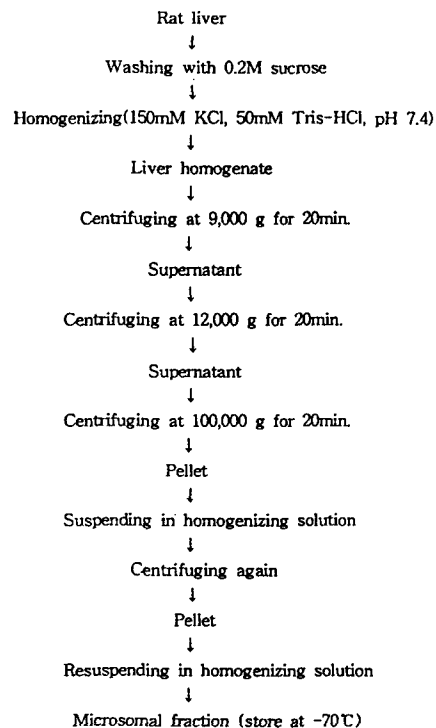 Rat liver
↓
Washing with 0.2M sucrose
↓
Homogenizing(150mM KCl, 50mM Tris-HCl, pH 7.4)
↓
Liver homogenate
↓
Centrifuging at 9,000 g for 20min.
↓
Supernatant
↓
Centrifuging at 12,000 g for 20min.
↓
Supernatant
↓
Centrifuging at 100,000 g for 20min.
↓
Pellet
↓
Suspending in homogenizing solution
↓
Centrifuging again
↓
Pellet
↓
Resuspending in homogenizing solution
↓
Microsomal fraction (store at -70℃)